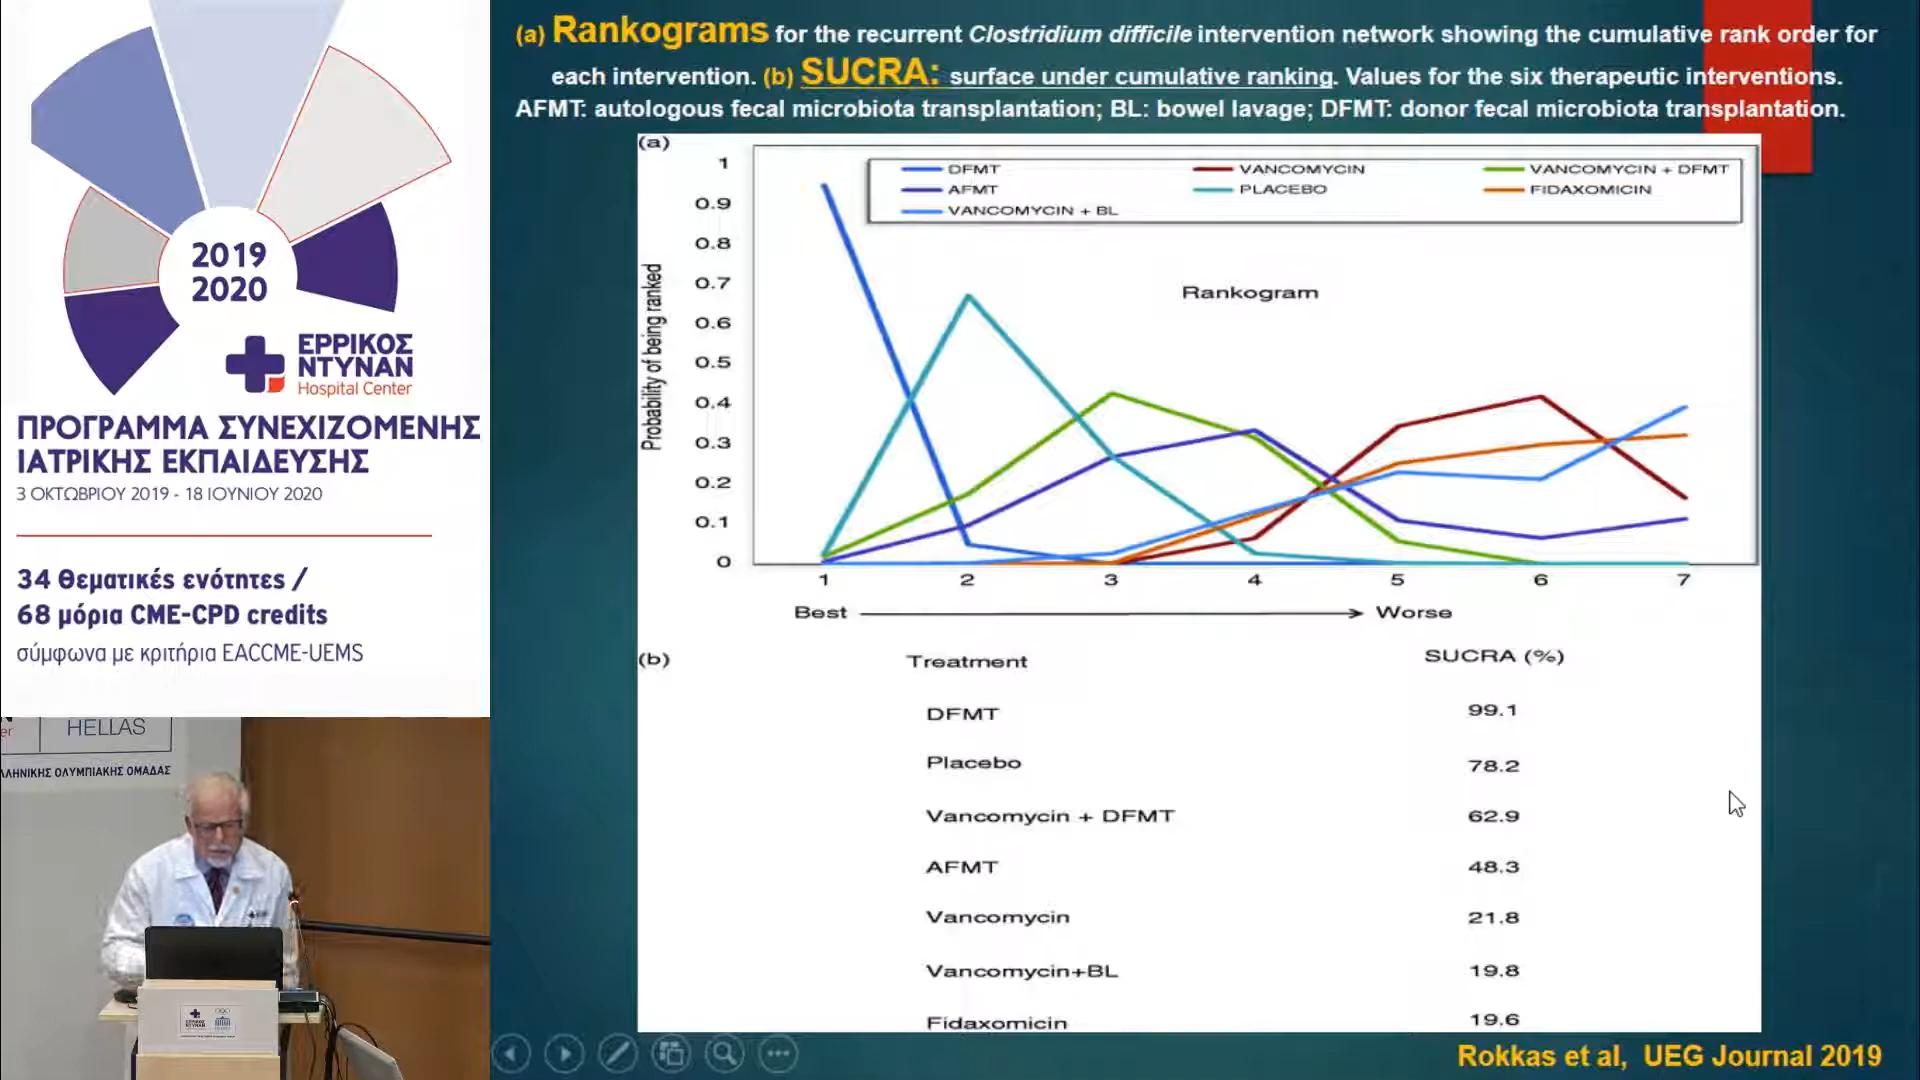 2019
2020
ΕΡΡΙΚΟΣ
ΝΤΥΝΑΝ
Hospital Center
ΠΡΟΓΡΑΜΜΑ ΣΥΝΕΧΙΖΟΜΕΝΗΣ
ΙΑΤΡΙΚΗΣ ΕΚΠΑΙΔΕΥΣΗΣ
3 ΟΚΤΩΒΡΙΟΥ 2019 - 18 ΙΟΥΝΙΟΥ 2020
34 Θεματικές ενότητες /
68 μόρια CME-CPD credits
σύμφωνα με κριτήρια EACCME-UEMS
HELLAS
ΛΛΗΝΙΚΗΣ ΟΛΥΜΠΙΑΚΗΣ ΟΜΑΔΑΣ
(a) Rankograms for the recurrent Clostridium difficile intervention network showing the cumulative rank order for
each intervention. (b) SUCRA: surface under cumulative ranking. Values for the six therapeutic interventions.
AFMT: autologous fecal microbiota transplantation; BL: bowel lavage; DFMT: donor fecal microbiota transplantation.
(a)
DFMT VANCOMYCIN VANCOMYCIN + DFMT
AFMT PLACEBO FIDAXOMICIN
VANCOMYCIN + BL
Rankogram
Probability of being ranked
1
0.9
0.8
0.7
0.6
0.5
0.4
0.3
0.2
0.1
0
1 2 3 4 5 6 7
Best Worse
(b) Treatment SUCRA (%)
DFMT 99.1
Placebo 78.2
Vancomycin + DFMT 62.9
AFMT 48.3
Vancomycin 21.8
Vancomycin+BL 19.8
Fidaxomicin 19.6
Rokkas et al, UEG Journal 2019